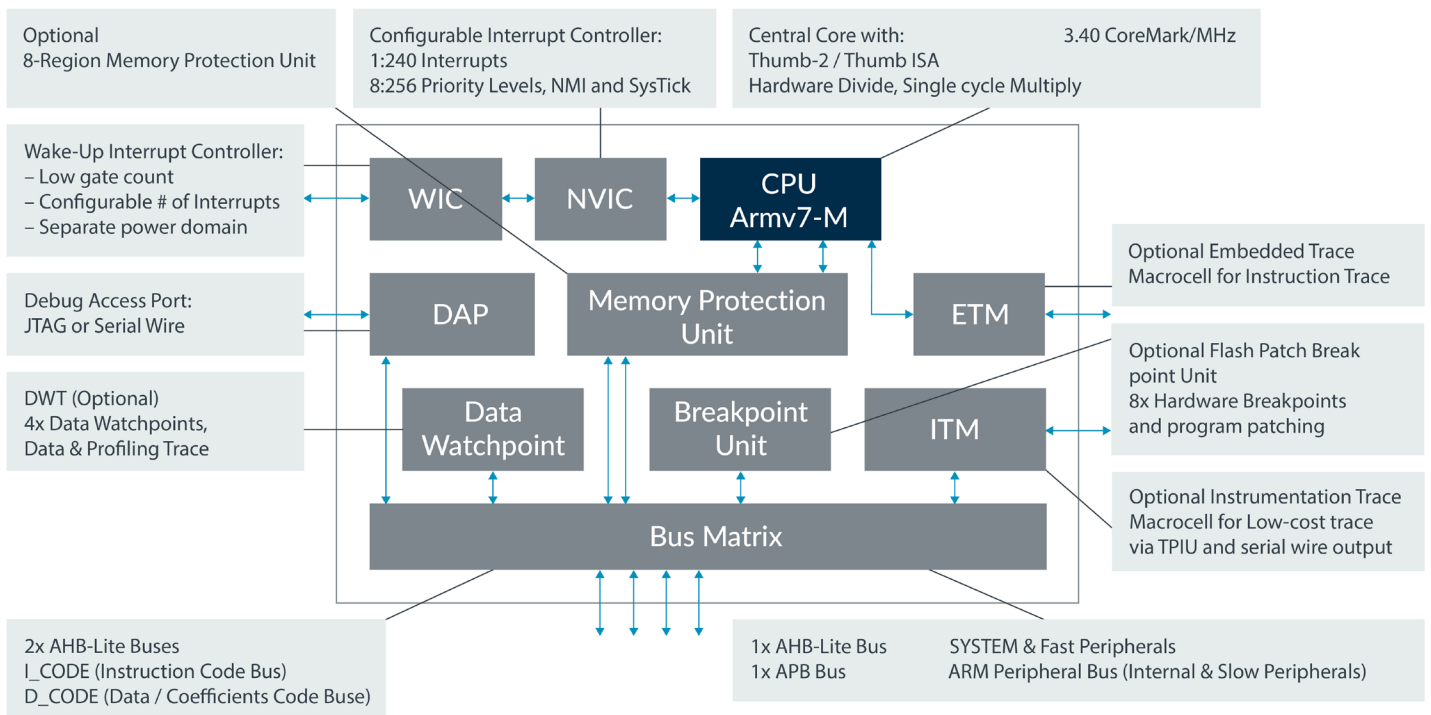 Optional
8-Region Memory Protection Unit
Configurable Interrupt Controller:
1:240 Interrupts
8:256 Priority Levels, NMI and SysTick
Central Core with: 3.40 CoreMark/MHz
Thumb-2 / Thumb ISA
Hardware Divide, Single cycle Multiply
Wake-Up Interrupt Controller:
– Low gate count
– Configurable # of Interrupts
– Separate power domain
WIC
NVIC
CPU
Armv7-M
Optional Embedded Trace
Macrocell for Instruction Trace
Debug Access Port:
JTAG or Serial Wire
DAP
Memory Protection
Unit
ETM
Optional Flash Patch Break
point Unit
8x Hardware Breakpoints
and program patching
DWT (Optional)
4x Data Watchpoints,
Data & Profiling Trace
Data
Watchpoint
Breakpoint
Unit
ITM
Optional Instrumentation Trace
Macrocell for Low-cost trace
via TPIU and serial wire output
Bus Matrix
2x AHB-Lite Buses
I_CODE (Instruction Code Bus)
D_CODE (Data / Coefficients Code Buse)
1x AHB-Lite Bus SYSTEM & Fast Peripherals
1x APB Bus ARM Peripheral Bus (Internal & Slow Peripherals)